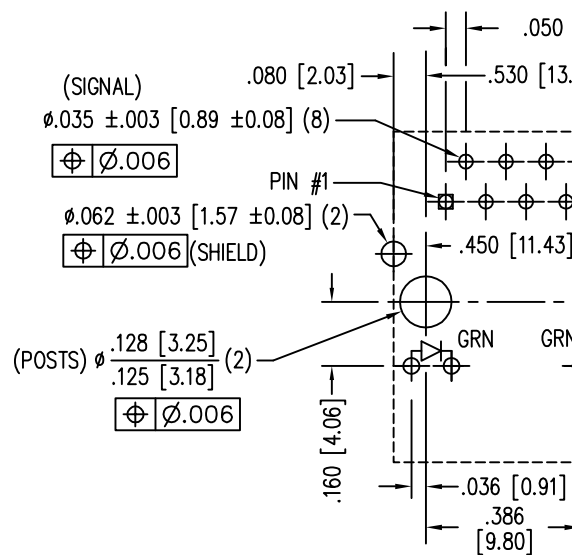 .050
.080 [2.03]
.530 [13.
(SIGNAL)
ø.035 ±.003 [0.89 ±0.08] (8)
⌖ Ø.006
PIN #1
ø.062 ±.003 [1.57 ±0.08] (2)
⌖ Ø.006 (SHIELD)
.450 [11.43]
(POSTS) ø .128 [3.25] (2)
.125 [3.18]
GRN GRN
⌖ Ø.006
.160 [4.06]
.036 [0.91]
.386
[9.80]